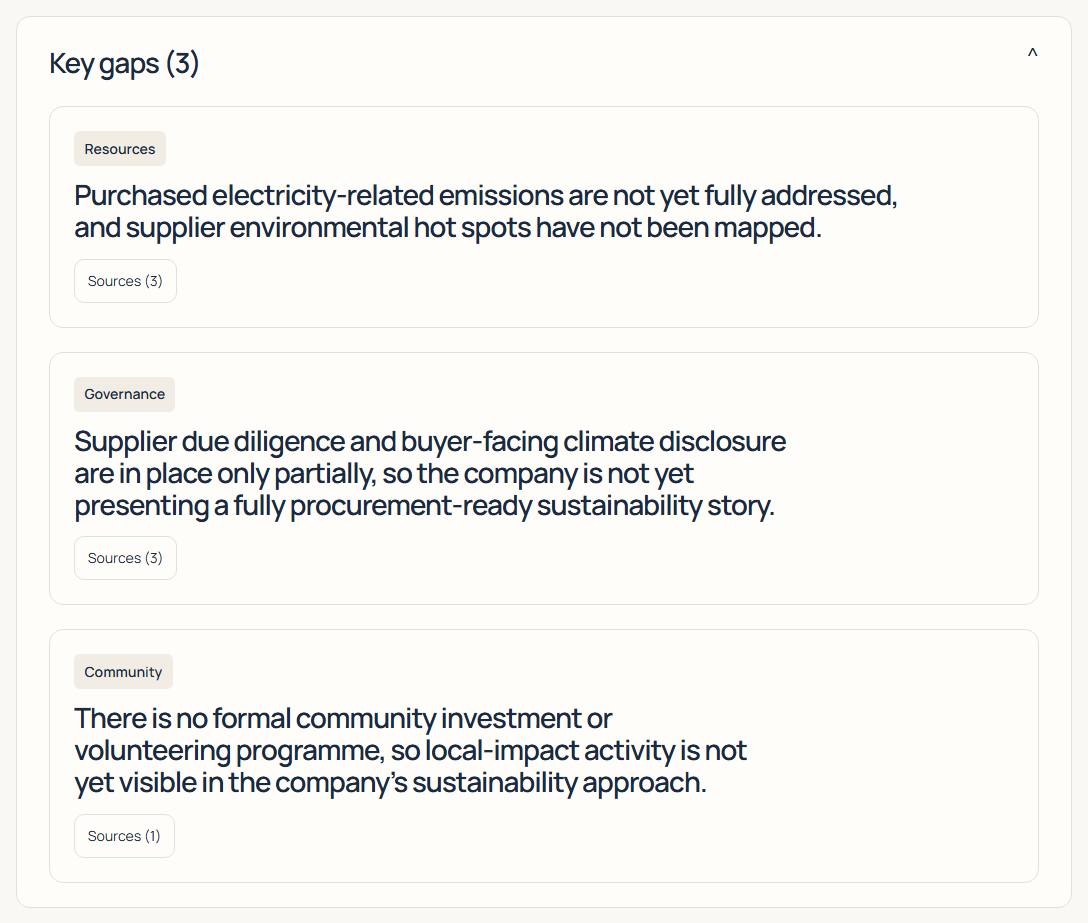 Key gaps (3)
^
Resources
Purchased electricity-related emissions are not yet fully addressed,
and supplier environmental hot spots have not been mapped.
Sources (3)
Governance
Supplier due diligence and buyer-facing climate disclosure
are in place only partially, so the company is not yet
presenting a fully procurement-ready sustainability story.
Sources (3)
Community
There is no formal community investment or
volunteering programme, so local-impact activity is not
yet visible in the company’s sustainability approach.
Sources (1)